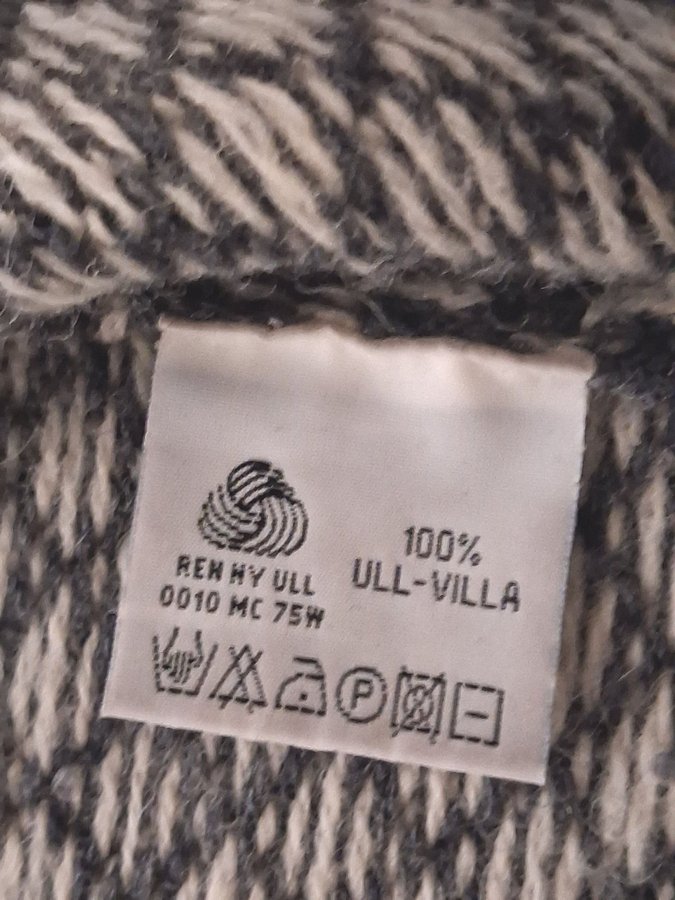 REN NY ULL
0010 MC 75W
100%
ULL-VILLA
P